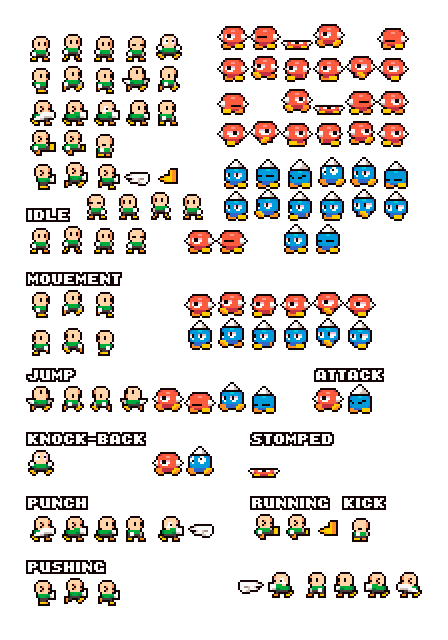 IDLE
MOVEMENT
JUMP
ATTACK
KNOCK-BACK
STOMPED
PUNCH
RUNNING KICK
PUSHING